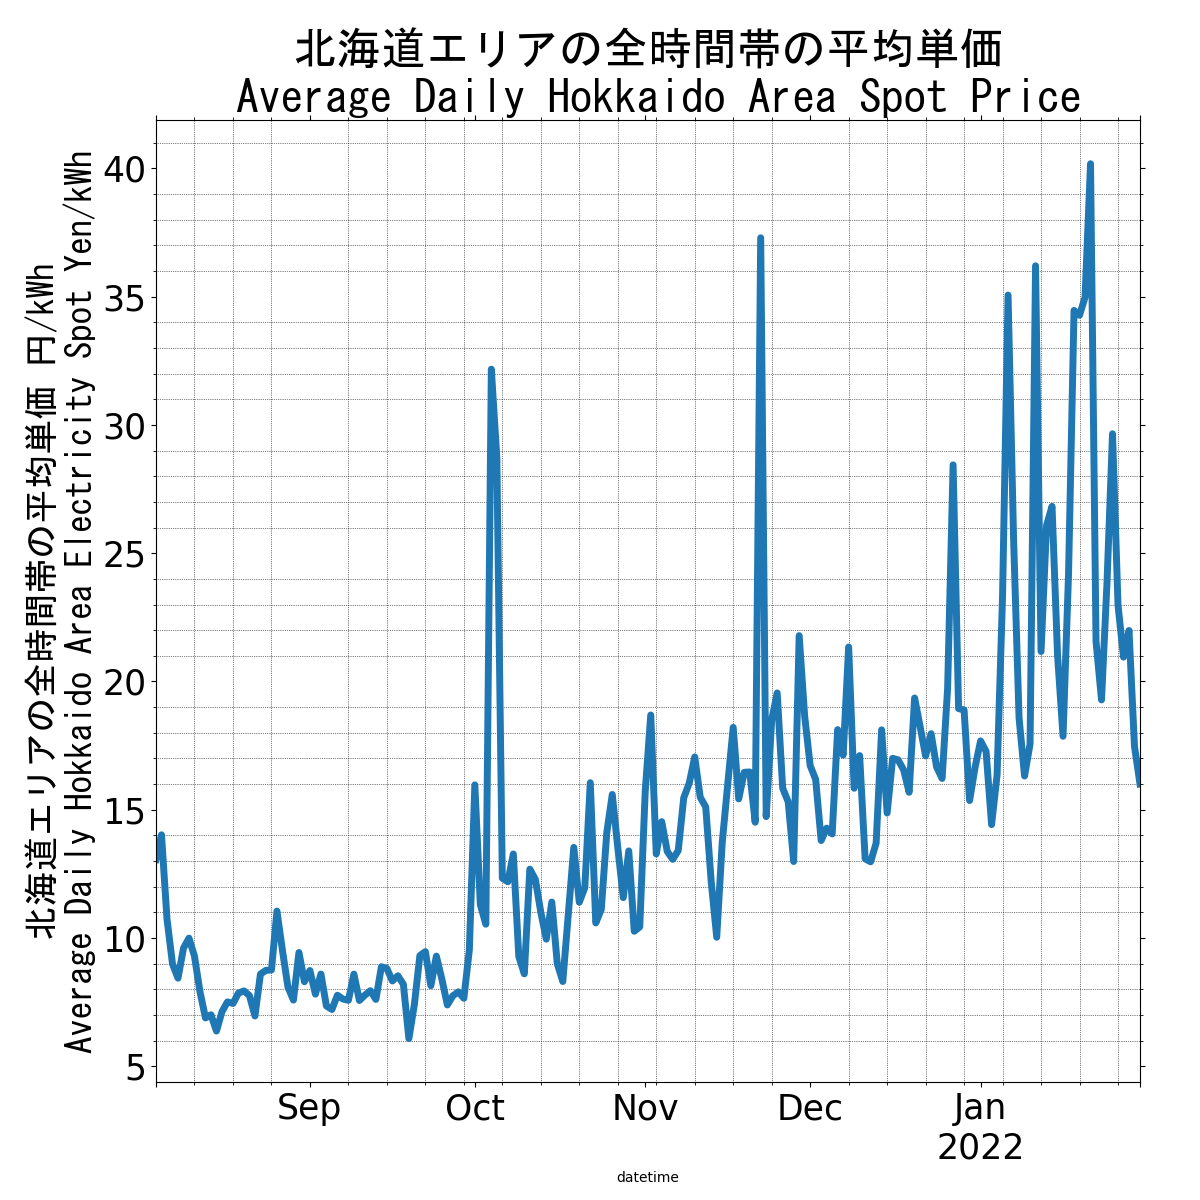 北海道エリアの全時間帯の平均単価
Average Daily Hokkaido Area Spot Price
北海道エリアの全時間帯の平均単価 円/kWh
Average Daily Hokkaido Area Electricity Spot Yen/kWh
40
35
30
25
20
15
10
5
Sep
Oct
Nov
Dec
Jan
2022
datetime